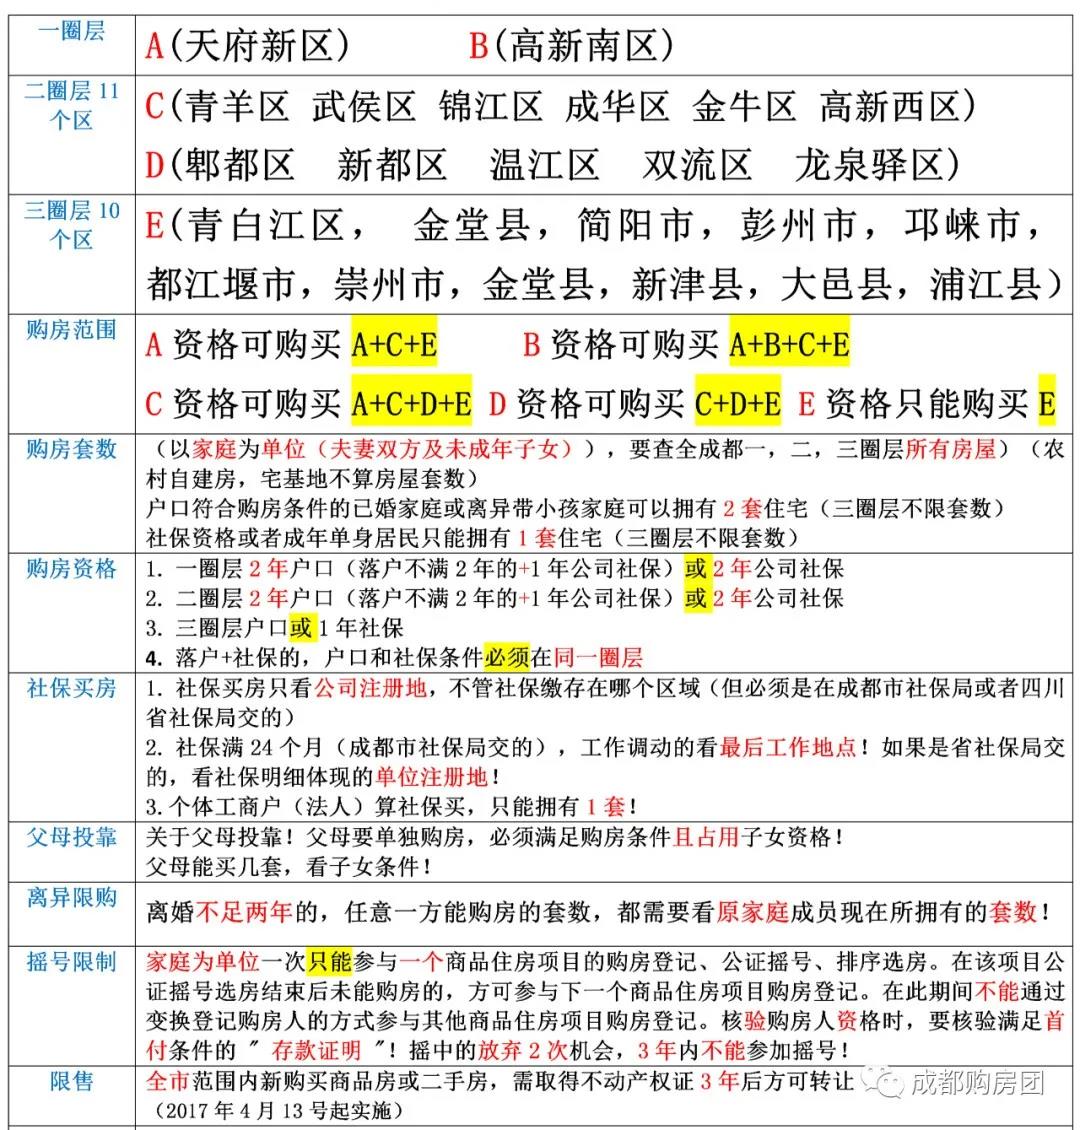 一圈层
A(天府新区) B(高新南区)
二圈层11
个区
C(青羊区 武侯区 锦江区 成华区 金牛区 高新西区)
D(郫都区 新都区 温江区 双流区 龙泉驿区)
三圈层10
个区
E(青白江区， 金堂县，简阳市，彭州市，邛崃市，
都江堰市，崇州市，金堂县，新津县，大邑县，浦江县）
购房范围
A 资格可购买 A+C+E B 资格可购买 A+B+C+E
C 资格可购买 A+C+D+E D 资格可购买 C+D+E E 资格只能购买 E
购房套数
（以家庭为单位（夫妻双方及未成年子女)），要查全成都一，二，三圈层所有房屋）（农
村自建房，宅基地不算房屋套数）
户口符合购房条件的已婚家庭或离异带小孩家庭可以拥有 2 套住宅（三圈层不限套数）
社保资格或者成年单身居民只能拥有 1 套住宅（三圈层不限套数）
购房资格
1. 一圈层 2 年户口（落户不满 2 年的+1 年公司社保）或 2 年公司社保
2. 二圈层 2 年户口（落户不满 2 年的+1 年公司社保）或 2 年公司社保
3. 三圈层户口或 1 年社保
4. 落户+社保的，户口和社保条件必须在同一圈层
社保买房
1. 社保买房只看公司注册地，不管社保缴存在哪个区域（但必须是在成都市社保局或者四川
省社保局交的）
2. 社保满 24 个月（成都市社保局交的），工作调动的看最后工作地点！如果是省社保局交
的，看社保明细体现的单位注册地！
3.个体工商户（法人）算社保买，只能拥有 1 套！
父母投靠
关于父母投靠！父母要单独购房，必须满足购房条件且占用子女资格！
父母能买几套，看子女条件！
离异限购
离婚不足两年的，任意一方能购房的套数，都需要看原家庭成员现在所拥有的套数！
摇号限制
家庭为单位一次只能参与一个商品住房项目的购房登记、公证摇号、排序选房。在该项目公
证摇号选房结束后未能购房的，方可参与下一个商品住房项目购房登记。在此期间不能通过
变换登记购房人的方式参与其他商品住房项目购房登记。核验购房人资格时，要核验满足首
付条件的 " 存款证明 "！摇中的放弃 2 次机会，3 年内不能参加摇号！
限售
全市范围内新购买商品房或二手房，需取得不动产权证 3 年后方可转让
（2017 年 4 月 13 号起实施）
成都购房团